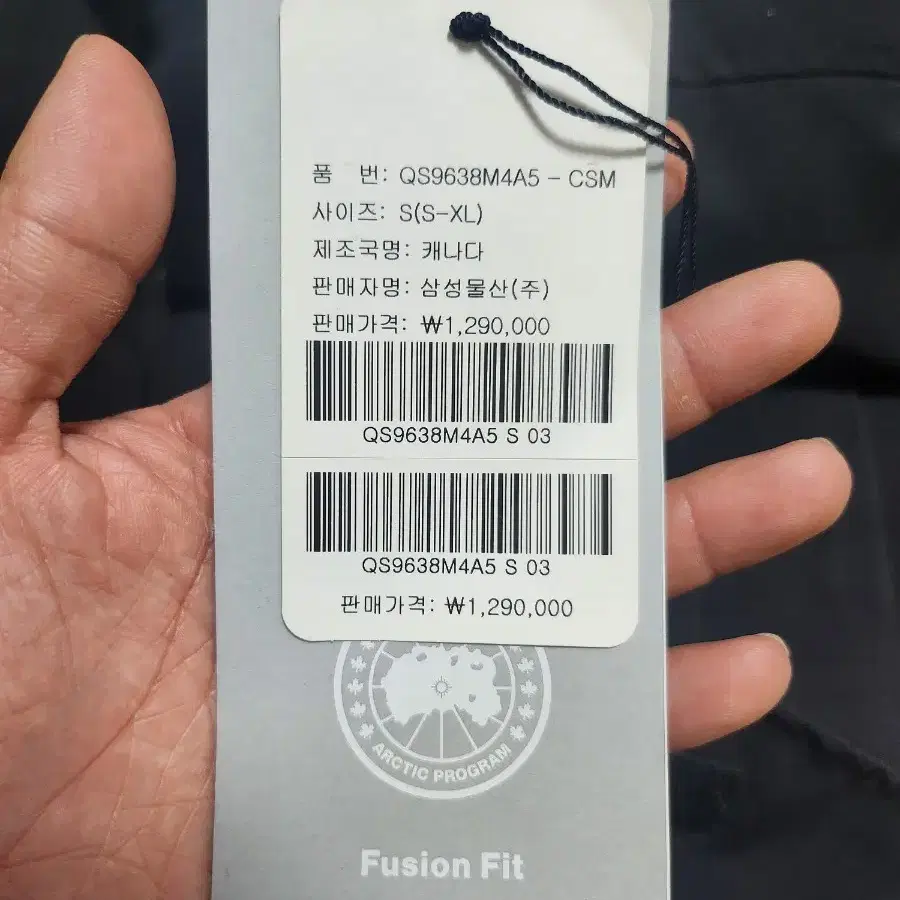 품 번: QS9638M4A5 - CSM
사이즈: S(S-XL)
제조국명: 캐나다
판매자명: 삼성물산(주)
판매가격: ₩1,290,000
QS9638M4A5 S 03
QS9638M4A5 S 03
판매가격: ₩1,290,000
ARCTIC PROGRAM
Fusion Fit